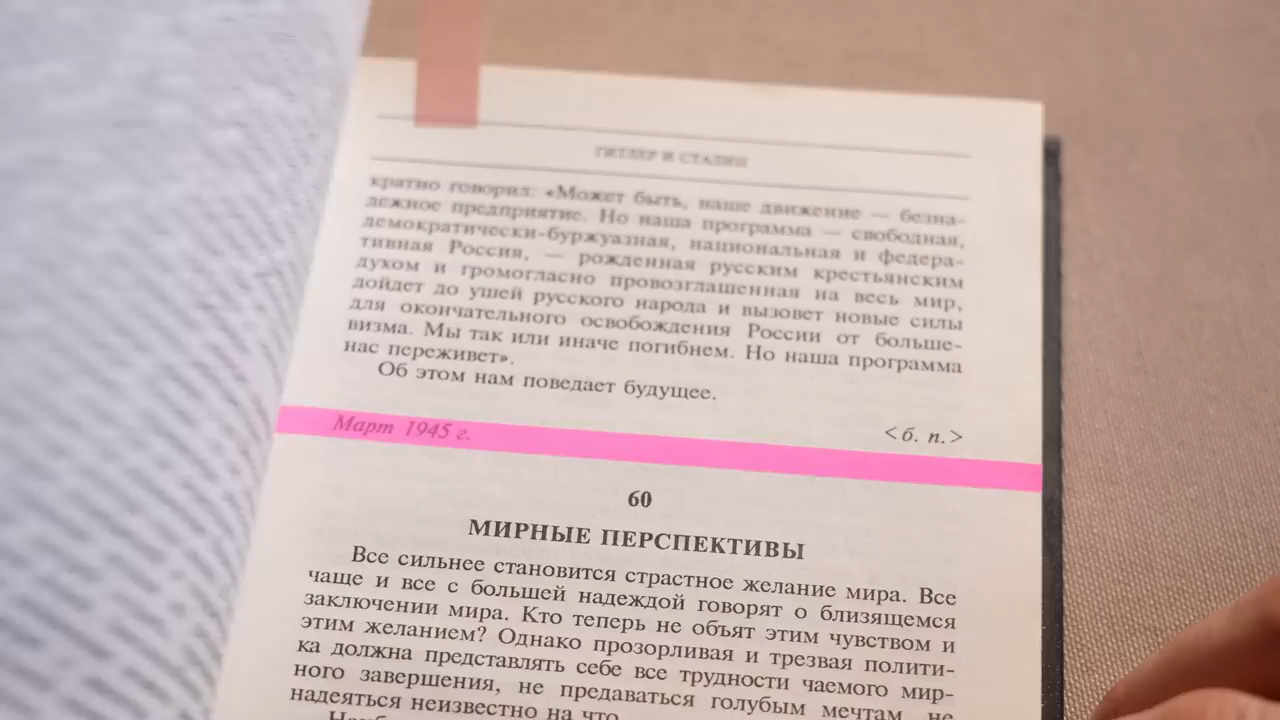 ГИТЛЕР И СТАЛИН
кратно говорил: «Может быть, наше движение — безна-
дежное предприятие. Но наша программа — свободная,
демократически-буржуазная, национальная и федера-
тивная Россия, — рожденная русским крестьянским
духом и громогласно провозглашенная на весь мир,
дойдет до ушей русского народа и вызовет новые силы
для окончательного освобождения России от больше-
визма. Мы так или иначе погибнем. Но наша программа
нас переживет».
Об этом нам поведает будущее.
Март 1945 г. <б. п.>
60
МИРНЫЕ ПЕРСПЕКТИВЫ
Все сильнее становится страстное желание мира. Все
чаще и все с большей надеждой говорят о близящемся
заключении мира. Кто теперь не объят этим чувством и
этим желанием? Однако прозорливая и трезвая полити-
ка должна представлять себе все трудности чаемого мир-
ного завершения, не предаваться голубым мечтам, не
надеяться неизвестно на что.